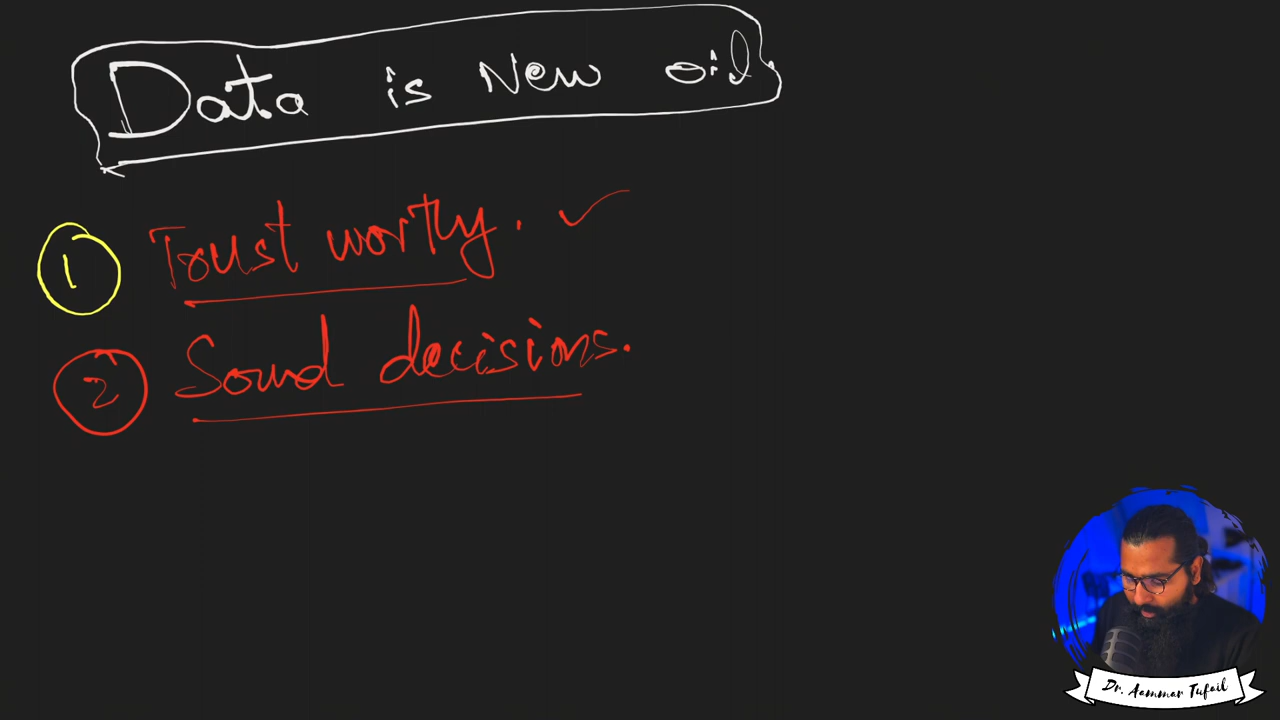 Data is New oil
1 Trust worthy. ✓
2 Sound decisions.
Dr. Aammar Tufail